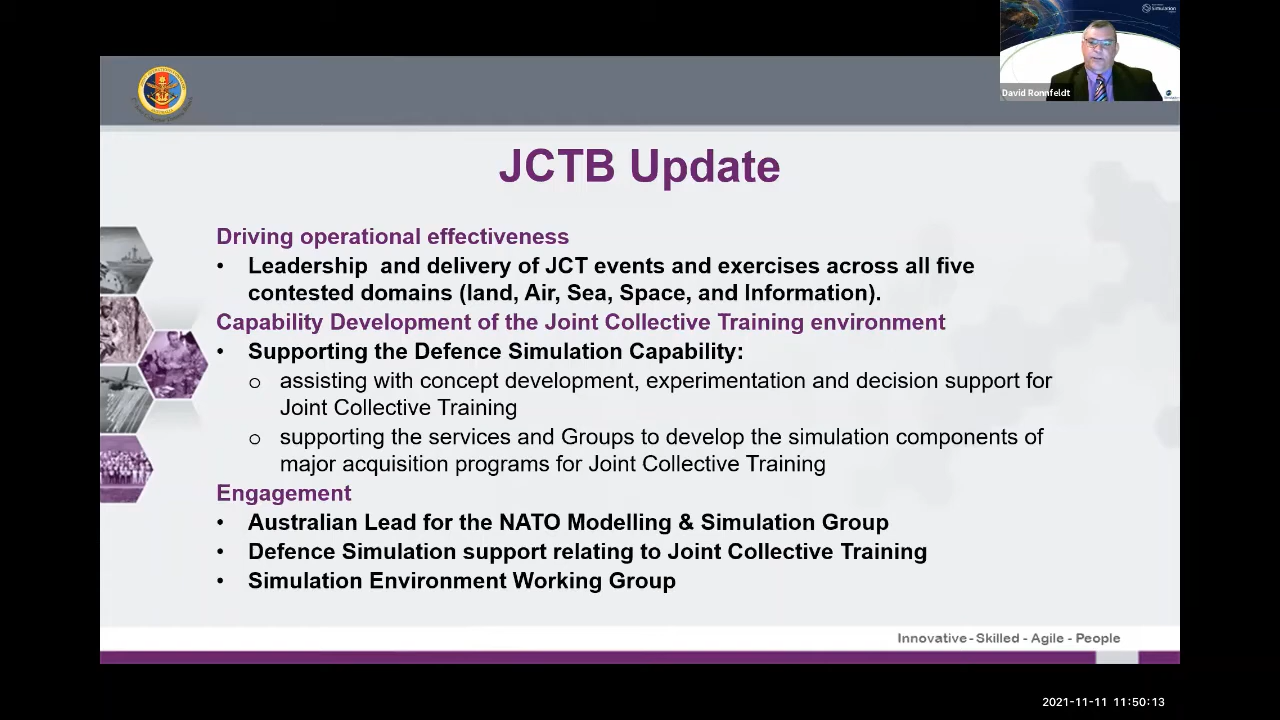 Simulation
David Ronnfeldt
JCTB Update
Driving operational effectiveness
• Leadership  and delivery of JCT events and exercises across all five
contested domains (land, Air, Sea, Space, and Information).
Capability Development of the Joint Collective Training environment
• Supporting the Defence Simulation Capability:
o assisting with concept development, experimentation and decision support for
Joint Collective Training
o supporting the services and Groups to develop the simulation components of
major acquisition programs for Joint Collective Training
Engagement
• Australian Lead for the NATO Modelling & Simulation Group
• Defence Simulation support relating to Joint Collective Training
• Simulation Environment Working Group
Innovative - Skilled - Agile - People
2021-11-11 11:50:13